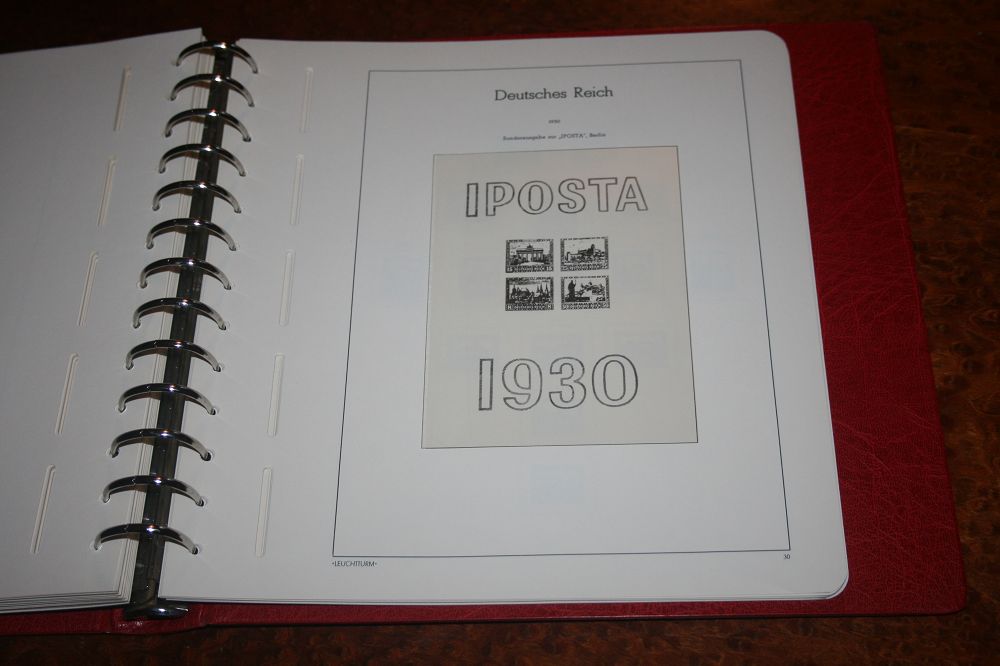 Deutsches Reich
1930
Sonderausgabe zur „IPOSTA", Berlin
IPOSTA
1930
•LEUCHTTURM•
30